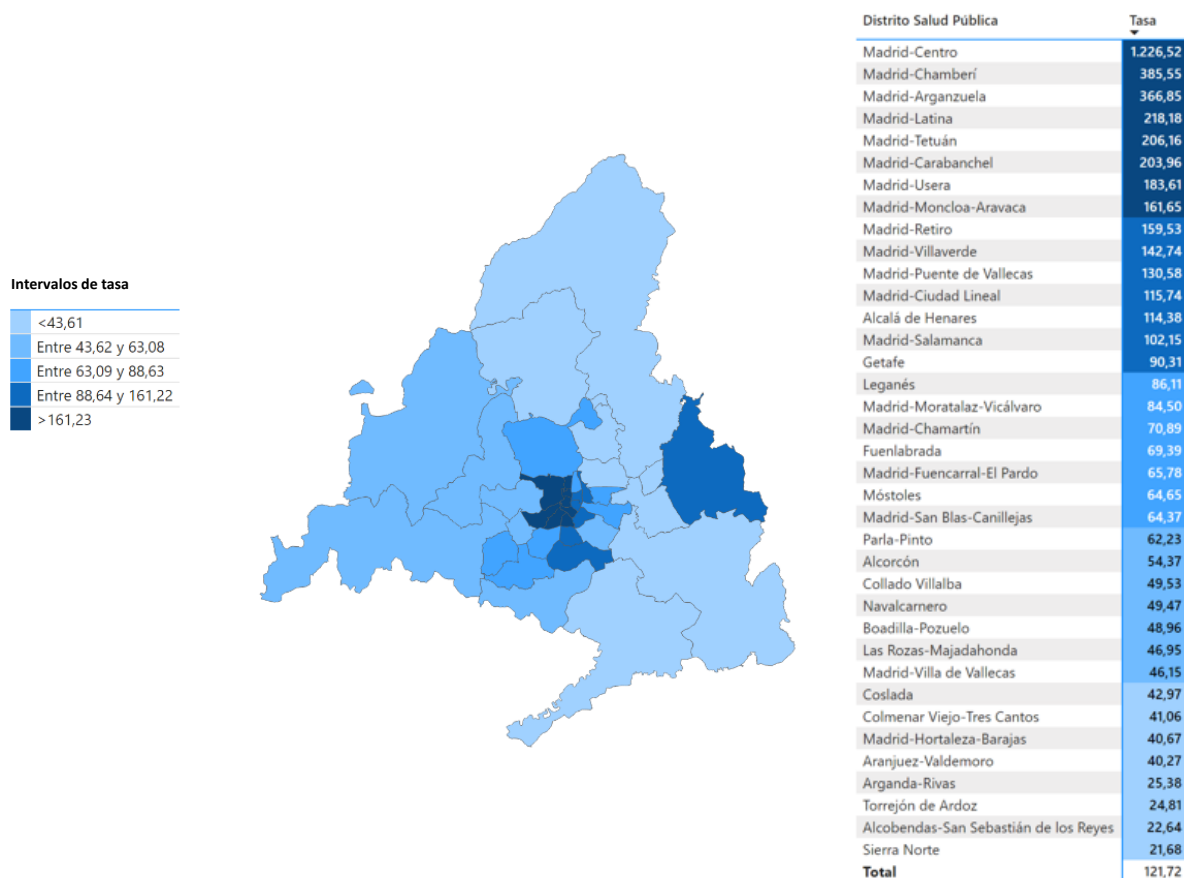 Intervalos de tasa
<43,61
Entre 43,62 y 63,08
Entre 63,09 y 88,63
Entre 88,64 y 161,22
>161,23
Distrito Salud Pública Tasa
Madrid-Centro 1.226,52
Madrid-Chamberí 385,55
Madrid-Arganzuela 366,85
Madrid-Latina 218,18
Madrid-Tetuán 206,16
Madrid-Carabanchel 203,96
Madrid-Usera 183,61
Madrid-Moncloa-Aravaca 161,65
Madrid-Retiro 159,53
Madrid-Villaverde 142,74
Madrid-Puente de Vallecas 130,58
Madrid-Ciudad Lineal 115,74
Alcalá de Henares 114,38
Madrid-Salamanca 102,15
Getafe 90,31
Leganés 86,11
Madrid-Moratalaz-Vicálvaro 84,50
Madrid-Chamartín 70,89
Fuenlabrada 69,39
Madrid-Fuencarral-El Pardo 65,78
Móstoles 64,65
Madrid-San Blas-Canillejas 64,37
Parla-Pinto 62,23
Alcorcón 54,37
Collado Villalba 49,53
Navalcarnero 49,47
Boadilla-Pozuelo 48,96
Las Rozas-Majadahonda 46,95
Madrid-Villa de Vallecas 46,15
Coslada 42,97
Colmenar Viejo-Tres Cantos 41,06
Madrid-Hortaleza-Barajas 40,67
Aranjuez-Valdemoro 40,27
Arganda-Rivas 25,38
Torrejón de Ardoz 24,81
Alcobendas-San Sebastián de los Reyes 22,64
Sierra Norte 21,68
Total 121,72